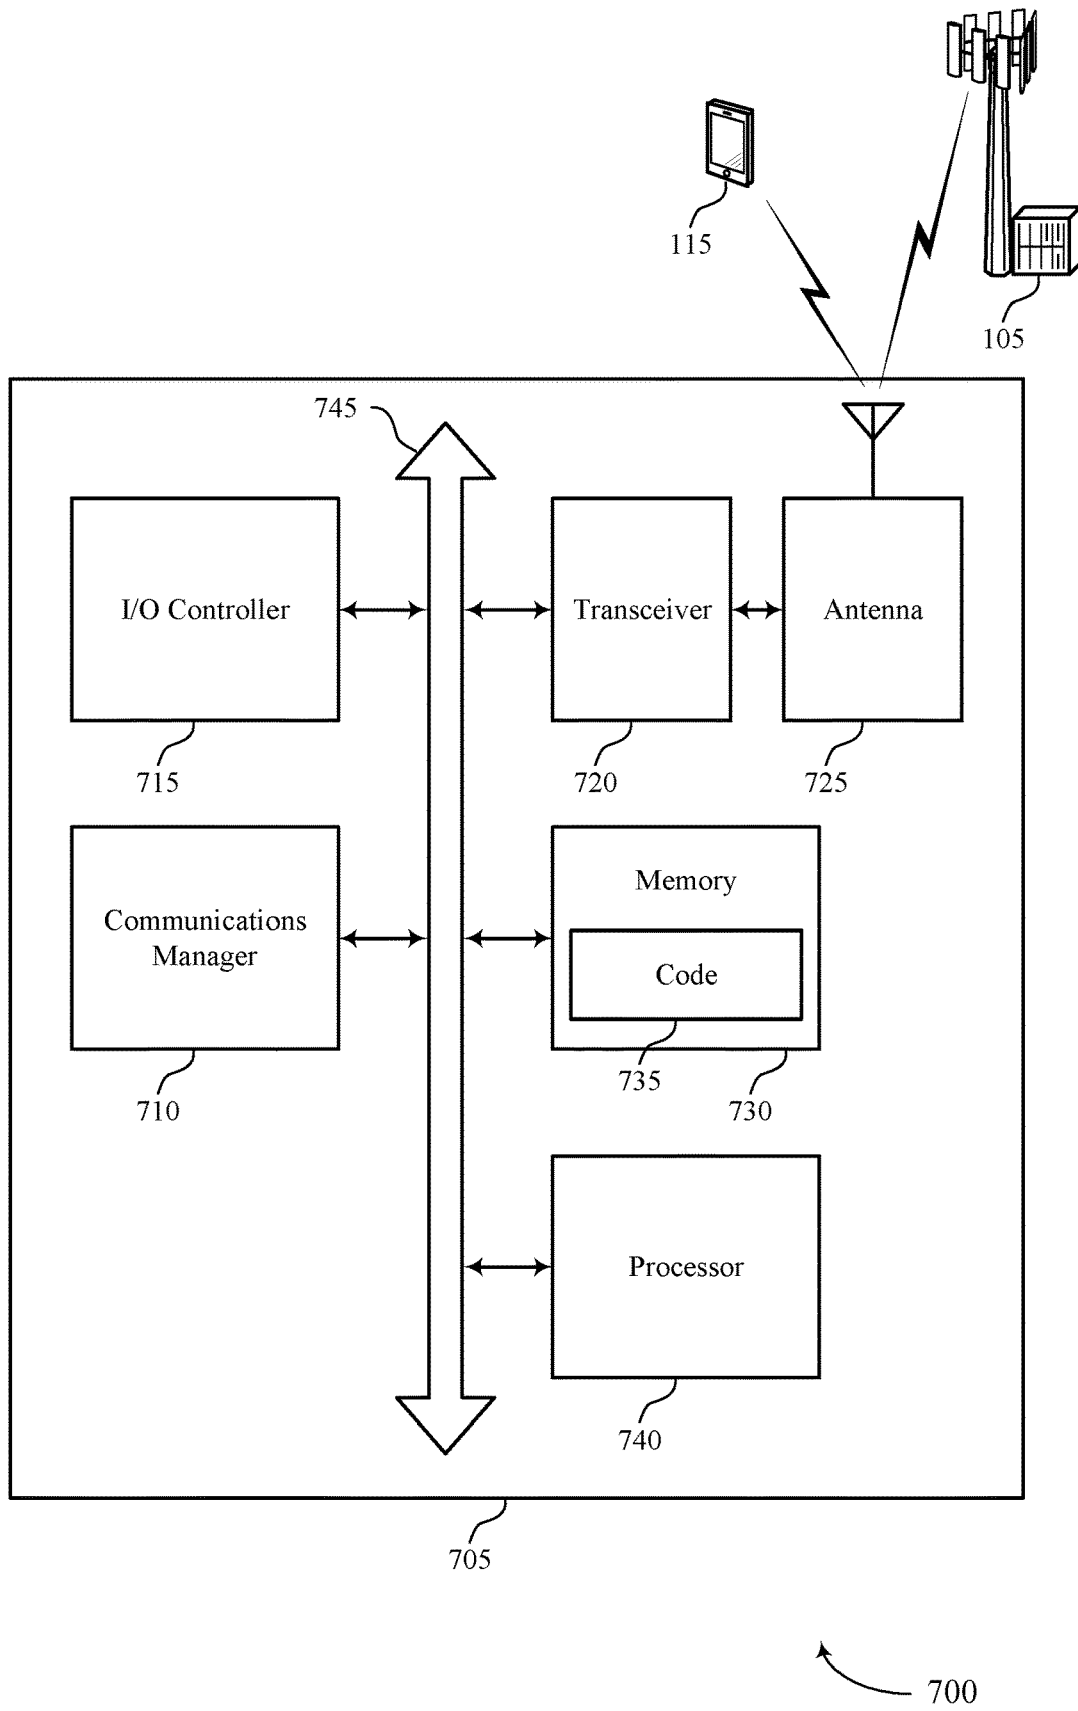 115
105
745
I/O Controller
Transceiver
Antenna
715
720
725
Communications
Manager
Memory
Code
735
710
730
Processor
740
705
700